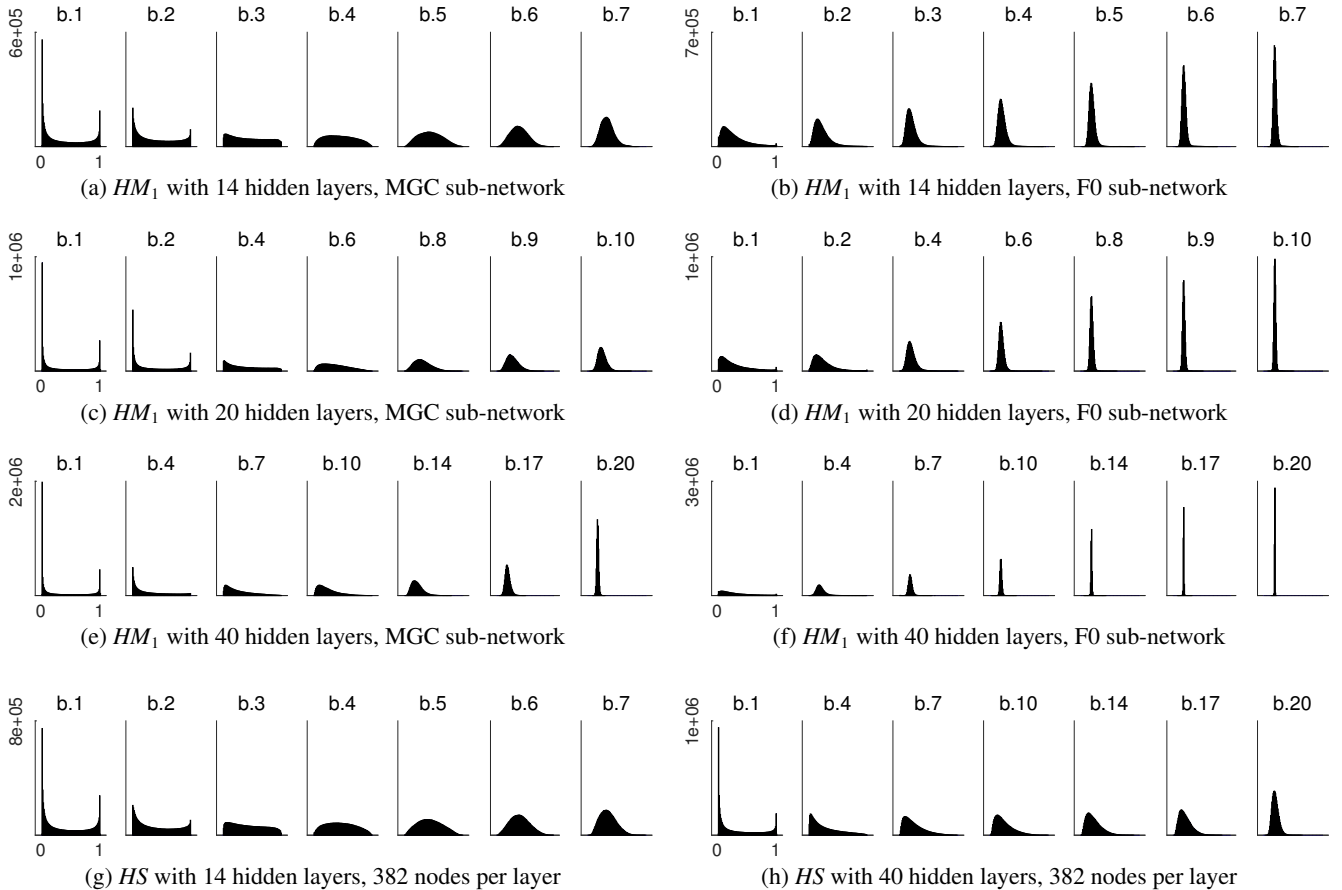 b.1 b.2 b.3 b.4 b.5 b.6 b.7
6e+05
0 1
(a) HM1 with 14 hidden layers, MGC sub-network
b.1 b.2 b.3 b.4 b.5 b.6 b.7
7e+05
0 1
(b) HM1 with 14 hidden layers, F0 sub-network
b.1 b.2 b.4 b.6 b.8 b.9 b.10
1e+06
0 1
(c) HM1 with 20 hidden layers, MGC sub-network
b.1 b.2 b.4 b.6 b.8 b.9 b.10
1e+06
0 1
(d) HM1 with 20 hidden layers, F0 sub-network
b.1 b.4 b.7 b.10 b.14 b.17 b.20
2e+06
0 1
(e) HM1 with 40 hidden layers, MGC sub-network
b.1 b.4 b.7 b.10 b.14 b.17 b.20
3e+06
0 1
(f) HM1 with 40 hidden layers, F0 sub-network
b.1 b.2 b.3 b.4 b.5 b.6 b.7
8e+05
0 1
(g) HS with 14 hidden layers, 382 nodes per layer
b.1 b.4 b.7 b.10 b.14 b.17 b.20
1e+06
0 1
(h) HS with 40 hidden layers, 382 nodes per layer